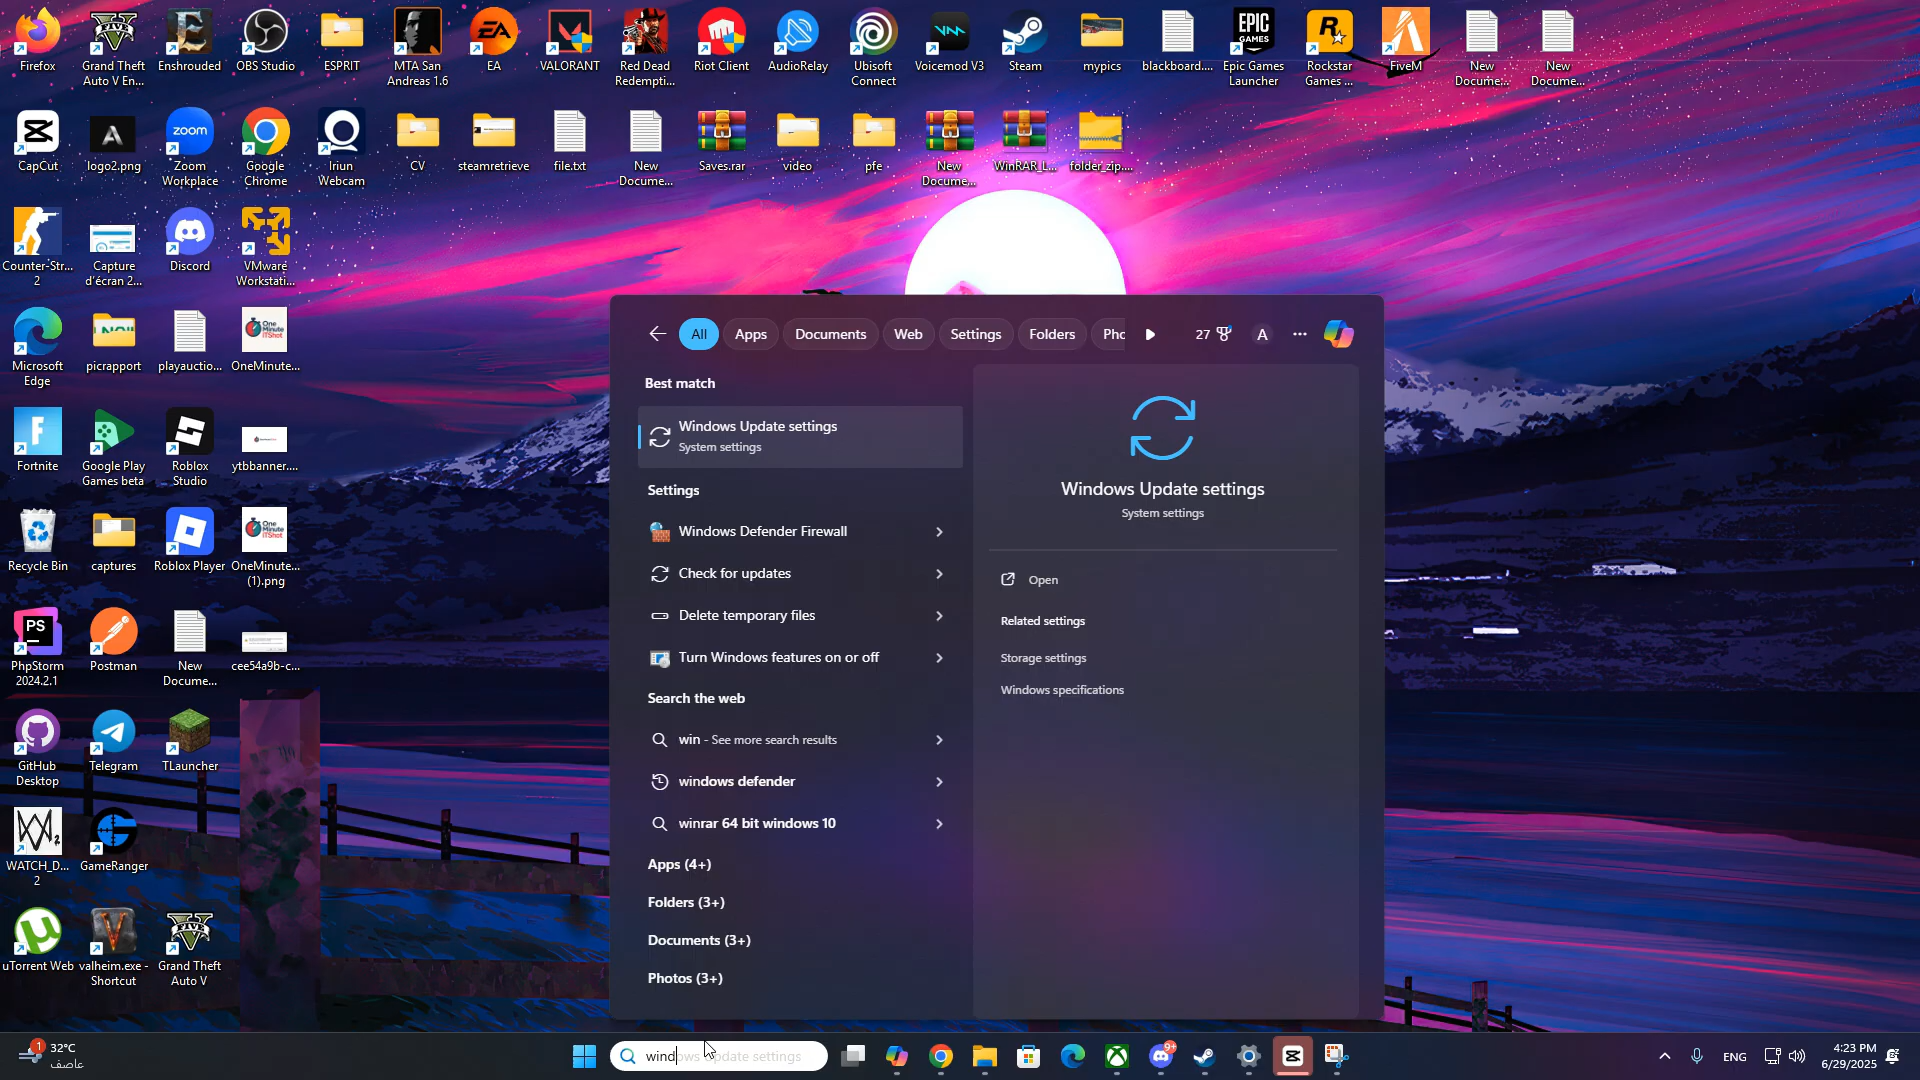 Firefox
Grand Theft
Auto V En...
Enshrouded
OBS Studio
ESPRIT
MTA San
Andreas 1.6
EA
VALORANT
Red Dead
Redempti...
Riot Client
AudioRelay
Ubisoft
Connect
Voicemod V3
Steam
mypics
blackboard....
Epic Games
Launcher
Rockstar
Games ...
FiveM
New
Docume...
New
Docume...
CapCut
logo2.png
Zoom
Workplace
Google
Chrome
Iriun
Webcam
CV
steamretrieve
file.txt
New
Docume...
Saves.rar
video
pfe
New
Docume...
WinRAR_L...
folder_zip....
Counter-Str...
2
Capture
d'écran 2...
Discord
VMware
Workstati...
Microsoft
Edge
picrapport
playauctio...
OneMinute...
Fortnite
Google Play
Games beta
Roblox
Studio
ytbbanner....
Recycle Bin
captures
Roblox Player
OneMinute...
(1).png
PhpStorm
2024.2.1
Postman
New
Docume...
cee54a9b-c...
GitHub
Desktop
Telegram
TLauncher
WATCH_D...
2
GameRanger
uTorrent Web
valheim.exe -
Shortcut
Grand Theft
Auto V
All
Apps
Documents
Web
Settings
Folders
Pho
27
A
Best match
Windows Update settings
System settings
Settings
Windows Defender Firewall
Check for updates
Delete temporary files
Turn Windows features on or off
Search the web
win - See more search results
windows defender
winrar 64 bit windows 10
Apps (4+)
Folders (3+)
Documents (3+)
Photos (3+)
Windows Update settings
System settings
Open
Related settings
Storage settings
Windows specifications
1
32°C
عاصف
windows Update settings
9+
ENG
4:23 PM
6/29/2025